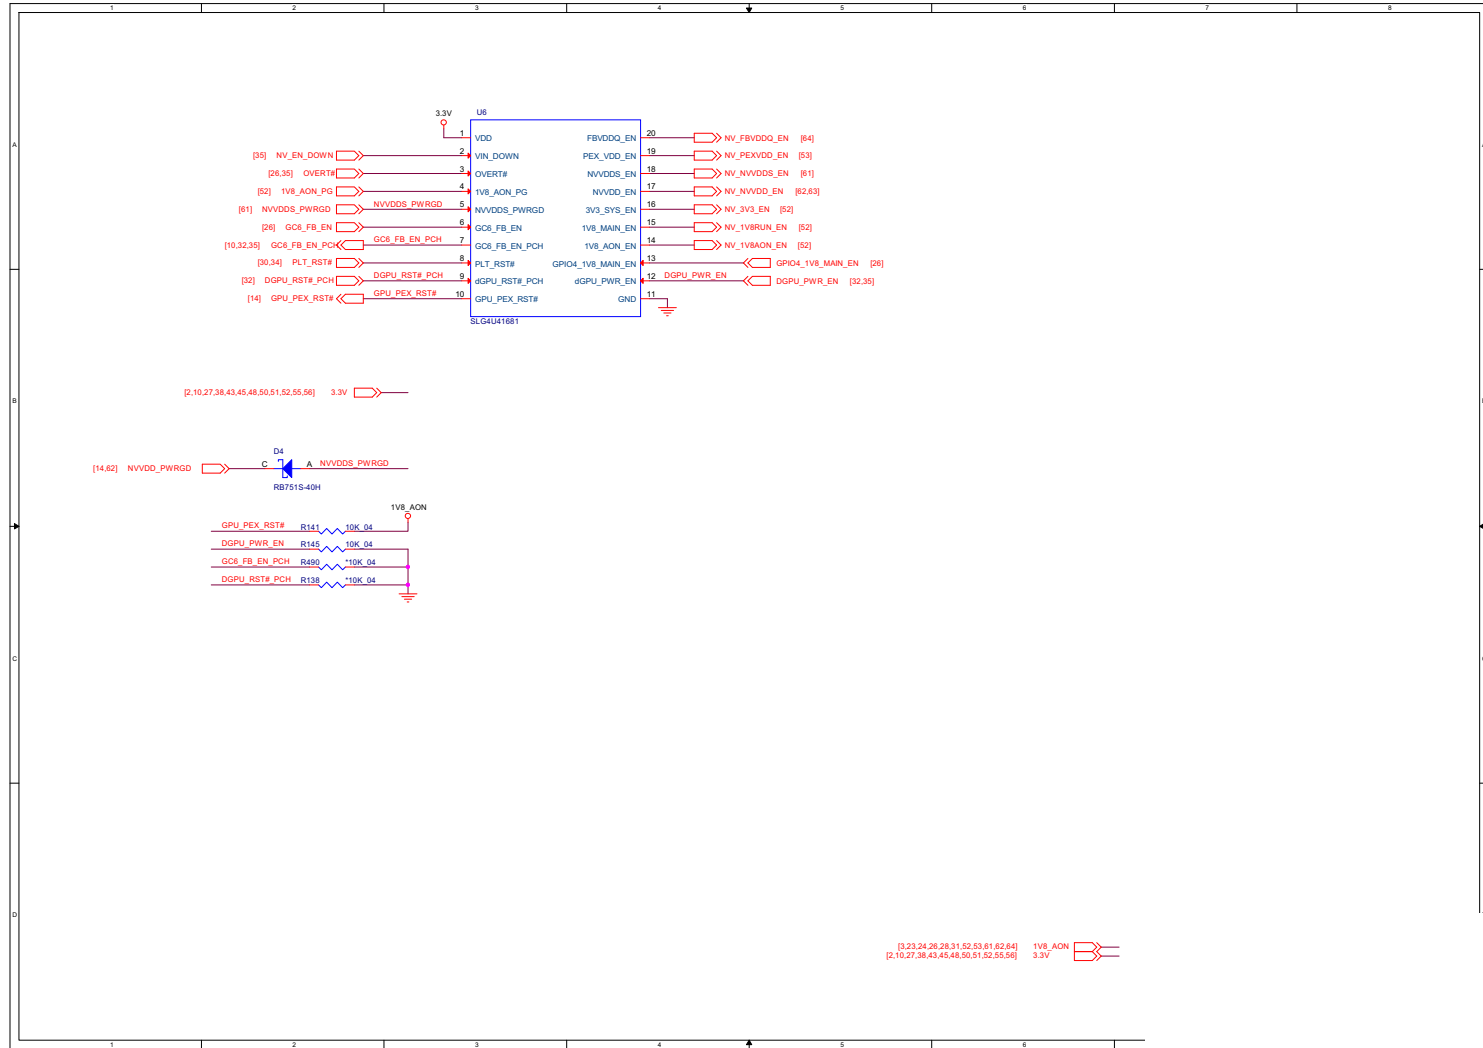 1 2 3 4 5 6 7 8
A
3.3V U6
1 VDD FBVDDQ_EN 20 NV_FBVDDQ_EN [64]
[35] NV_EN_DOWN 2 VIN_DOWN PEX_VDD_EN 19 NV_PEXVDD_EN [53]
[26,35] OVERT# 3 OVERT# NVVDDS_EN 18 NV_NVVDDS_EN [61]
[52] 1V8_AON_PG 4 1V8_AON_PG NVVDD_EN 17 NV_NVVDD_EN [62,63]
[61] NVVDDS_PWRGD NVVDDS_PWRGD 5 NVVDDS_PWRGD 3V3_SYS_EN 16 NV_3V3_EN [52]
[26] GC6_FB_EN 6 GC6_FB_EN 1V8_MAIN_EN 15 NV_1V8RUN_EN [52]
[10,32,35] GC6_FB_EN_PCH GC6_FB_EN_PCH 7 GC6_FB_EN_PCH 1V8_AON_EN 14 NV_1V8AON_EN [52]
[30,34] PLT_RST# 8 PLT_RST# GPIO4_1V8_MAIN_EN 13 GPIO4_1V8_MAIN_EN [26]
[32] DGPU_RST#_PCH DGPU_RST#_PCH 9 dGPU_RST#_PCH dGPU_PWR_EN 12 DGPU_PWR_EN DGPU_PWR_EN [32,35]
[14] GPU_PEX_RST# GPU_PEX_RST# 10 GPU_PEX_RST# GND 11
SLG4U41681
B
[2,10,27,38,43,45,48,50,51,52,55,56] 3.3V
D4
[14,62] NVVDD_PWRGD C A NVVDDS_PWRGD
RB751S-40H
1V8_AON
GPU_PEX_RST# R141 10K_04
DGPU_PWR_EN R145 10K_04
GC6_FB_EN_PCH R490 *10K_04
DGPU_RST#_PCH R138 *10K_04
C
D
[3,23,24,26,28,31,52,53,61,62,64] 1V8_AON
[2,10,27,38,43,45,48,50,51,52,55,56] 3.3V
1 2 3 4 5 6